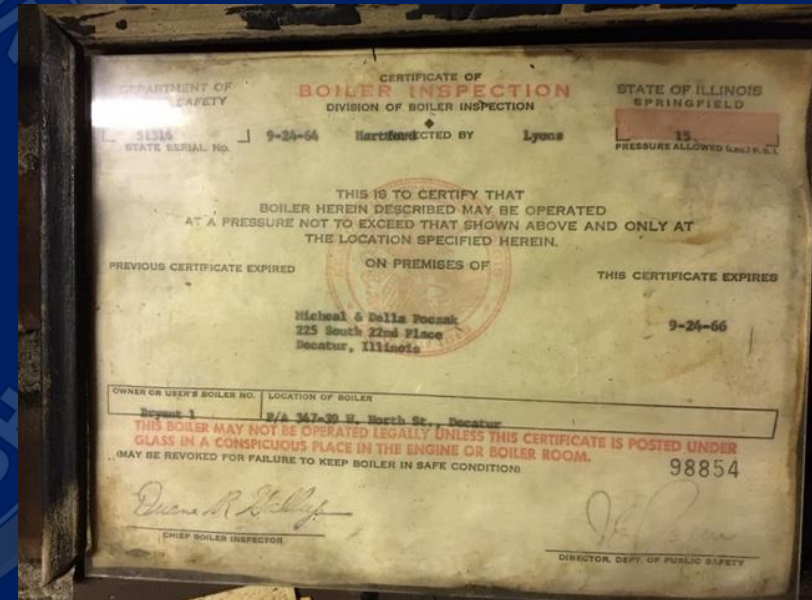 CERTIFICATE OF
DEPARTMENT OF BOILER INSPECTION STATE OF ILLINOIS
SAFETY DIVISION OF BOILER INSPECTION SPRINGFIELD
51314 9-24-64 Hartford INSPECTED BY Lyons 15
STATE SERIAL No. PRESSURE ALLOWED (LBS.) P.S.I.
THIS IS TO CERTIFY THAT
BOILER HEREIN DESCRIBED MAY BE OPERATED
AT A PRESSURE NOT TO EXCEED THAT SHOWN ABOVE AND ONLY AT
THE LOCATION SPECIFIED HEREIN.
PREVIOUS CERTIFICATE EXPIRED ON PREMISES OF THIS CERTIFICATE EXPIRES
Micheal & Della Poczak
225 South 22nd Place 9-24-66
Decatur, Illinois
OWNER OR USER'S BOILER NO. LOCATION OF BOILER
Bryant 1 P/A 347-39 W. North St., Decatur
THIS BOILER MAY NOT BE OPERATED LEGALLY UNLESS THIS CERTIFICATE IS POSTED UNDER
GLASS IN A CONSPICUOUS PLACE IN THE ENGINE OR BOILER ROOM.
(MAY BE REVOKED FOR FAILURE TO KEEP BOILER IN SAFE CONDITION) 98854
CHIEF BOILER INSPECTOR
DIRECTOR, DEPT. OF PUBLIC SAFETY